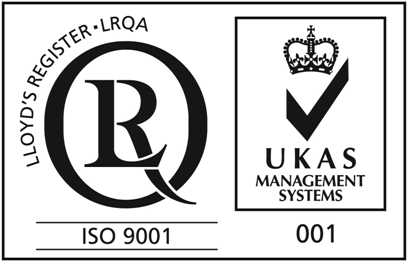 LLOYD'S REGISTER · LRQA
LR
ISO 9001
UKAS
MANAGEMENT
SYSTEMS
001